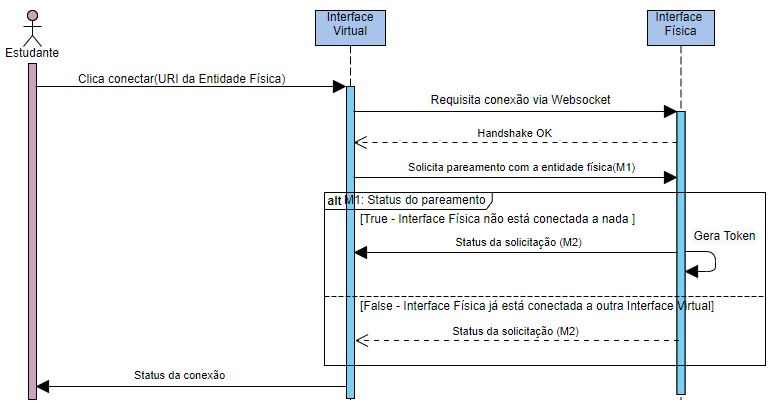 Interface
Virtual
Interface
Física
Estudante
Clica conectar(URI da Entidade Física)
Requisita conexão via Websocket
Handshake OK
Solicita pareamento com a entidade física(M1)
alt M1: Status do pareamento
[True - Interface Física não está conectada a nada ]
Gera Token
Status da solicitação (M2)
[False - Interface Física já está conectada a outra Interface Virtual]
Status da solicitação (M2)
Status da conexão